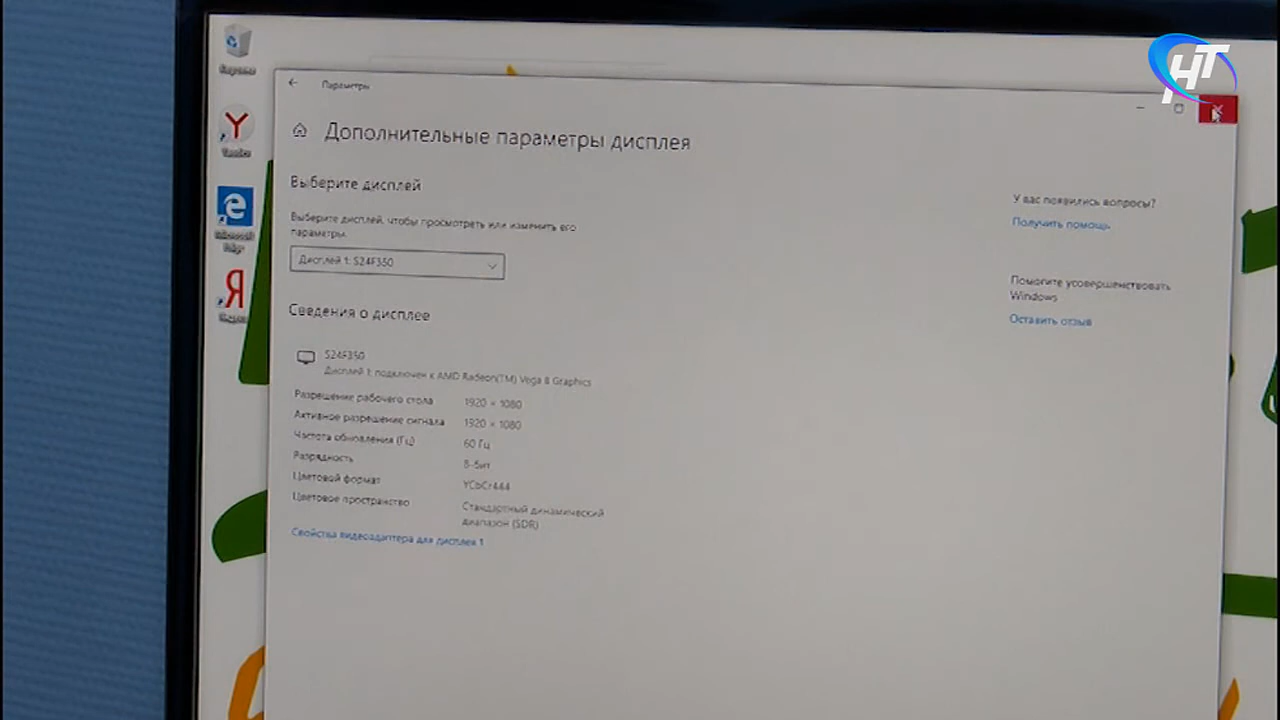 НТ
Корзина
Параметры
Дополнительные параметры дисплея
Yandex
Выберите дисплей
Выберите дисплей, чтобы просмотреть или изменить его
параметры.
Дисплей 1: S24F350
Microsoft
Edge
Сведения о дисплее
S24F350
Дисплей 1: подключен к AMD Radeon(TM) Vega 8 Graphics
Разрешение рабочего стола 1920 × 1080
Активное разрешение сигнала 1920 × 1080
Частота обновления (Гц) 60 Гц
Разрядность 8-бит
Цветовой формат YCbCr444
Цветовое пространство Стандартный динамический
диапазон (SDR)
Свойства видеоадаптера для дисплея 1
У вас появились вопросы?
Получить помощь
Помогите усовершенствовать
Windows
Оставить отзыв